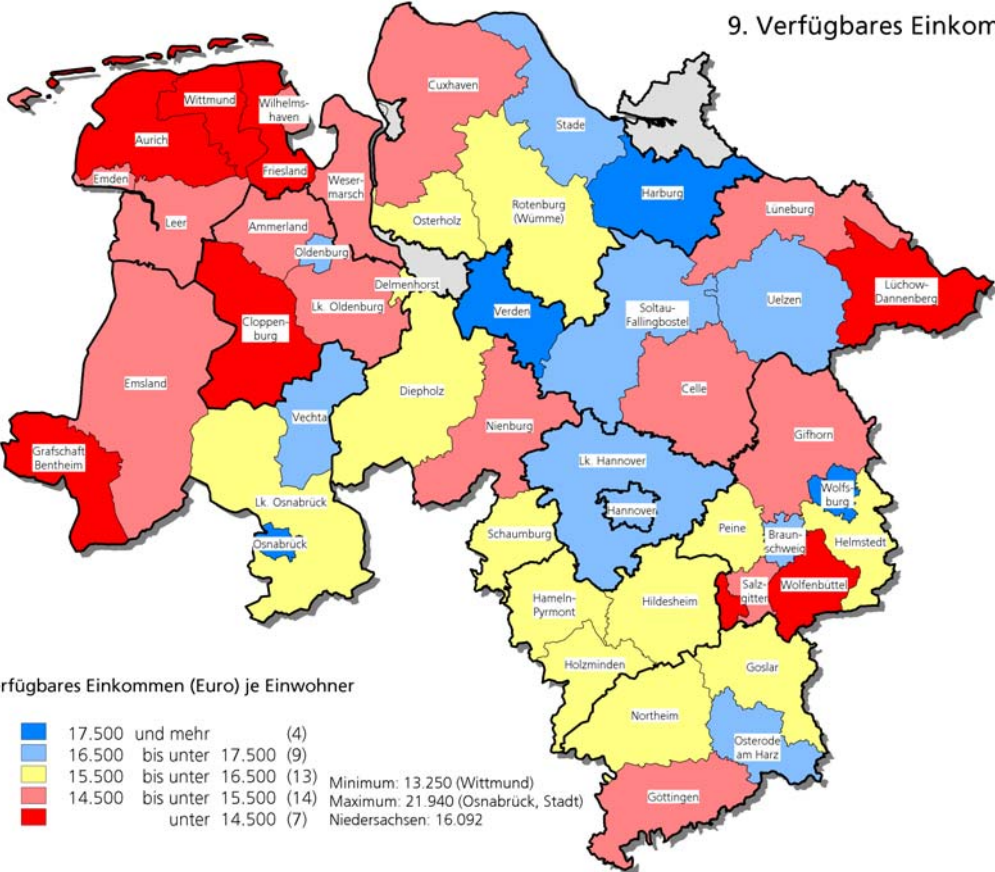 9. Verfügbares Einkom
Cuxhaven
Wittmund
Wilhelms-
haven
Stade
Aurich
Friesland
Emden
Weser-
marsch
Harburg
Leer
Ammerland
Osterholz
Rotenburg
(Wümme)
Lüneburg
Oldenburg
Delmenhorst
Lk. Oldenburg
Verden
Soltau-
Fallingbostel
Uelzen
Lüchow-
Dannenberg
Cloppen-
burg
Emsland
Diepholz
Celle
Vechta
Nienburg
Gifhorn
Grafschaft
Bentheim
Lk. Hannover
Lk. Osnabrück
Hannover
Wolfs-
burg
Osnabrück
Schaumburg
Peine
Braun-
schweig
Helmstedt
Salz-
gitter
Wolfenbüttel
Hameln-
Pyrmont
Hildesheim
Holzminden
Goslar
Northeim
Osterode
am Harz
Göttingen
erfügbares Einkommen (Euro) je Einwohner
17.500 und mehr (4)
16.500 bis unter 17.500 (9)
15.500 bis unter 16.500 (13)
14.500 bis unter 15.500 (14)
unter 14.500 (7)
Minimum: 13.250 (Wittmund)
Maximum: 21.940 (Osnabrück, Stadt)
Niedersachsen: 16.092